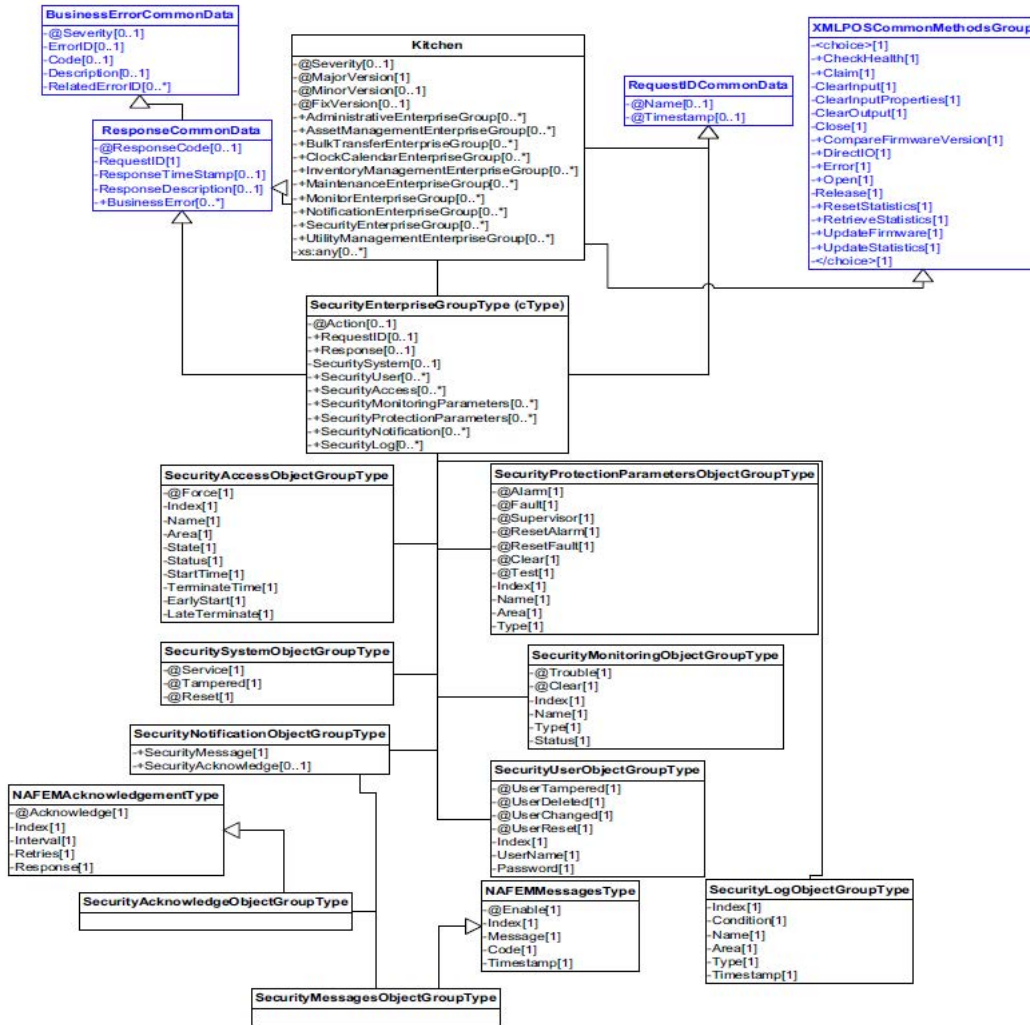 BusinessErrorCommonData
-@Severity[0..1]
-ErrorID[0..1]
-Code[0..1]
-Description[0..1]
-RelatedErrorID[0..*]
ResponseCommonData
-@ResponseCode[0..1]
-RequestID[1]
-ResponseTimeStamp[0..1]
-ResponseDescription[0..1]
-+BusinessError[0..*]
Kitchen
-@Severity[0..1]
-@MajorVersion[1]
-@MinorVersion[0..1]
-@FixVersion[0..1]
-+AdministrativeEnterpriseGroup[0..*]
-+AssetManagementEnterpriseGroup[0..*]
-+BulkTransferEnterpriseGroup[0..*]
-+ClockCalendarEnterpriseGroup[0..*]
-+InventoryManagementEnterpriseGroup[0..*]
-+MaintenanceEnterpriseGroup[0..*]
-+MonitorEnterpriseGroup[0..*]
-+NotificationEnterpriseGroup[0..*]
-+SecurityEnterpriseGroup[0..*]
-+UtilityManagementEnterpriseGroup[0..*]
-xs:any[0..*]
RequestIDCommonData
-@Name[0..1]
-@Timestamp[0..1]
XMLPOSCommonMethodsGroup
-<choice>[1]
-+CheckHealth[1]
-+Claim[1]
-ClearInput[1]
-ClearInputProperties[1]
-ClearOutput[1]
-Close[1]
-+CompareFirmwareVersion[1]
-+DirectIO[1]
-+Error[1]
-+Open[1]
-Release[1]
-+ResetStatistics[1]
-+RetrieveStatistics[1]
-+UpdateFirmware[1]
-+UpdateStatistics[1]
-</choice>[1]
SecurityEnterpriseGroupType (cType)
-@Action[0..1]
-+RequestID[0..1]
-+Response[0..1]
-SecuritySystem[0..1]
-+SecurityUser[0..*]
-+SecurityAccess[0..*]
-+SecurityMonitoringParameters[0..*]
-+SecurityProtectionParameters[0..*]
-+SecurityNotification[0..*]
-+SecurityLog[0..*]
SecurityAccessObjectGroupType
-@Force[1]
-Index[1]
-Name[1]
-Area[1]
-State[1]
-Status[1]
-StartTime[1]
-TerminateTime[1]
-EarlyStart[1]
-LateTerminate[1]
SecurityProtectionParametersObjectGroupType
-@Alarm[1]
-@Fault[1]
-@Supervisor[1]
-@ResetAlarm[1]
-@ResetFault[1]
-@Clear[1]
-@Test[1]
-Index[1]
-Name[1]
-Area[1]
-Type[1]
SecuritySystemObjectGroupType
-@Service[1]
-@Tampered[1]
-@Reset[1]
SecurityMonitoringObjectGroupType
-@Trouble[1]
-@Clear[1]
-Index[1]
-Name[1]
-Type[1]
-Status[1]
SecurityNotificationObjectGroupType
-+SecurityMessage[1]
-+SecurityAcknowledge[0..1]
SecurityUserObjectGroupType
-@UserTampered[1]
-@UserDeleted[1]
-@UserChanged[1]
-@UserReset[1]
-Index[1]
-UserName[1]
-Password[1]
NAFEMAcknowledgementType
-@Acknowledge[1]
-Index[1]
-Interval[1]
-Retries[1]
-Response[1]
SecurityAcknowledgeObjectGroupType
NAFEMMessagesType
-@Enable[1]
-Index[1]
-Message[1]
-Code[1]
-Timestamp[1]
SecurityLogObjectGroupType
-Index[1]
-Condition[1]
-Name[1]
-Area[1]
-Type[1]
-Timestamp[1]
SecurityMessagesObjectGroupType